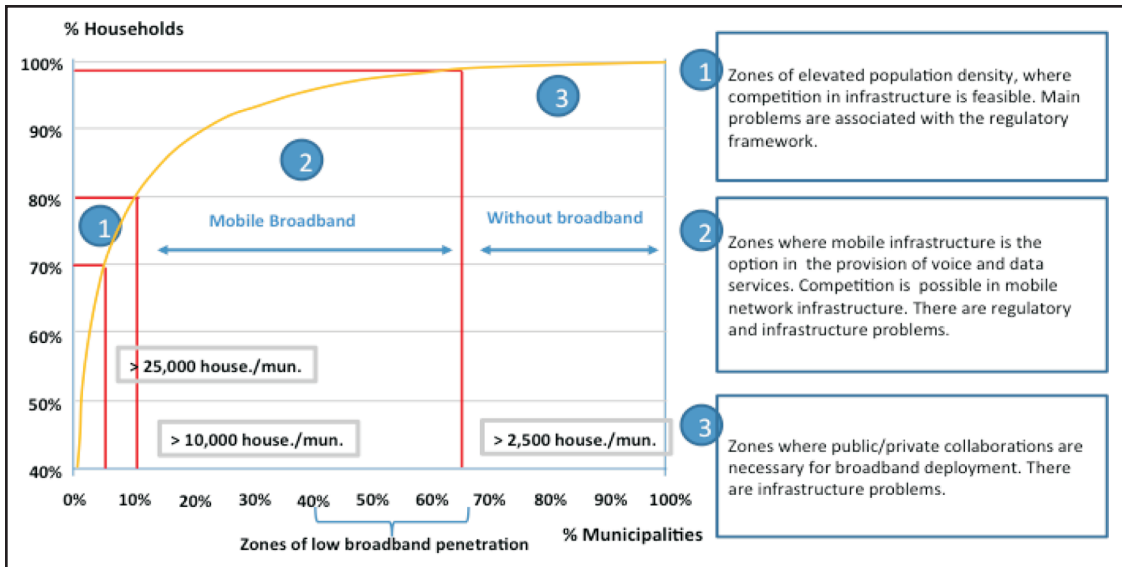 % Households
100%
90%
80%
70%
60%
50%
40%
0%
10%
20%
30%
40%
50%
60%
70%
80%
90%
100%
% Municipalities
Zones of low broadband penetration
1
2
3
Mobile Broadband
Without broadband
> 25,000 house./mun.
> 10,000 house./mun.
> 2,500 house./mun.
1
Zones of elevated population density, where
competition in infrastructure is feasible. Main
problems are associated with the regulatory
framework.
2
Zones where mobile infrastructure is the
option in the provision of voice and data
services. Competition is possible in mobile
network infrastructure. There are regulatory
and infrastructure problems.
3
Zones where public/private collaborations are
necessary for broadband deployment. There
are infrastructure problems.